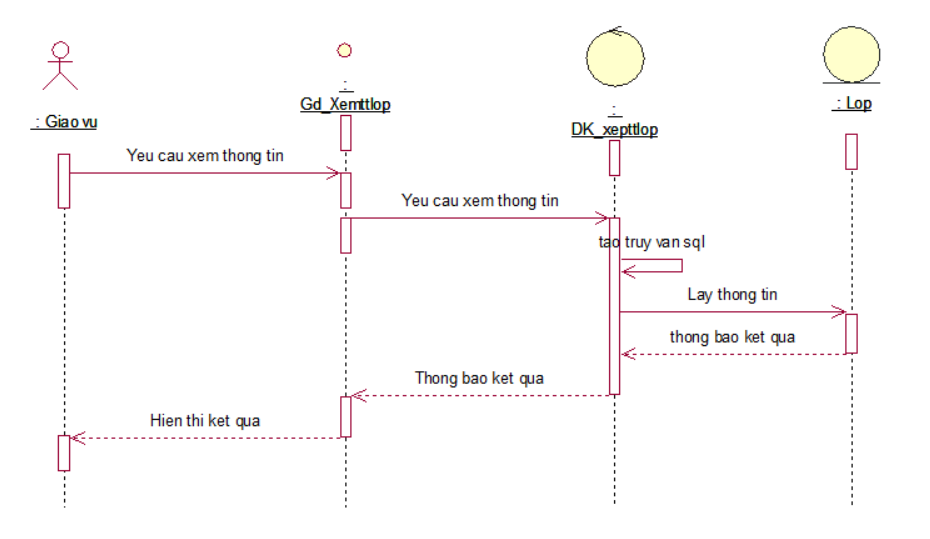 : Giao vu
:
Gd_Xemttlop
:
DK_xepttlop
: Lop
Yeu cau xem thong tin
Yeu cau xem thong tin
tao truy van sql
Lay thong tin
thong bao ket qua
Thong bao ket qua
Hien thi ket qua